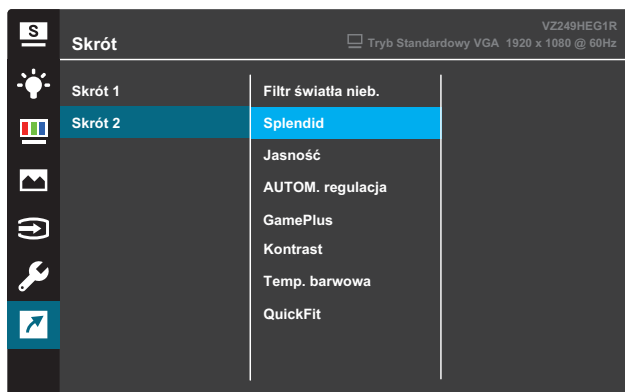 S
VZ249HEG1R
Skrót
Tryb Standardowy VGA 1920 x 1080 @ 60Hz
Skrót 1
Skrót 2
Filtr światła nieb.
Splendid
Jasność
AUTOM. regulacja
GamePlus
Kontrast
Temp. barwowa
QuickFit